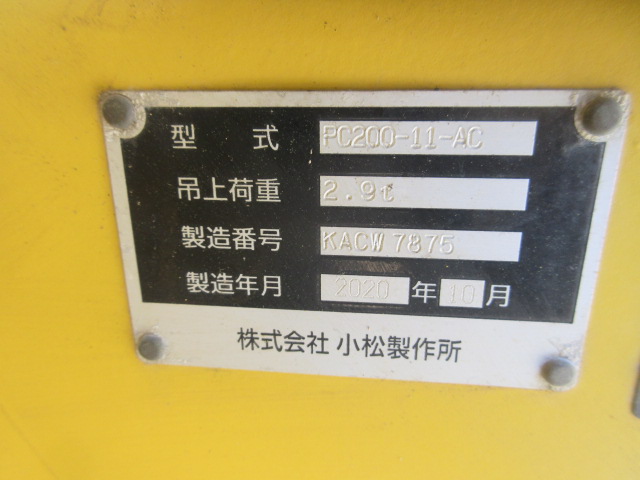 型 式 PC200-11-AC
吊上荷重 2.9t
製造番号 KACW 7875
製造年月 2020 年 10 月
株式会社 小松製作所